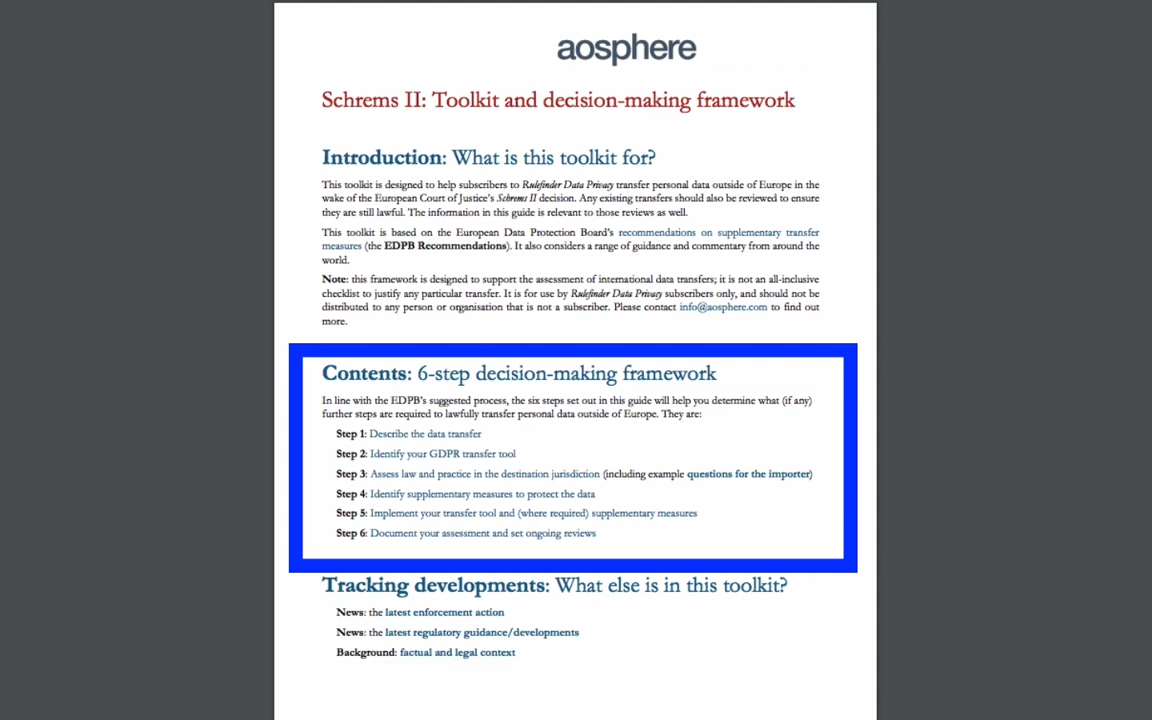 aosphere
Schrems II: Toolkit and decision-making framework
Introduction: What is this toolkit for?
This toolkit is designed to help subscribers to Rulefinder Data Privacy transfer personal data outside of Europe in the
wake of the European Court of Justice's Schrems II decision. Any existing transfers should also be reviewed to ensure
they are still lawful. The information in this guide is relevant to those reviews as well.
This toolkit is based on the European Data Protection Board's recommendations on supplementary transfer
measures (the EDPB Recommendations). It also considers a range of guidance and commentary from around the
world.
Note: this framework is designed to support the assessment of international data transfers; it is not an all-inclusive
checklist to justify any particular transfer. It is for use by Rulefinder Data Privacy subscribers only, and should not be
distributed to any person or organisation that is not a subscriber. Please contact info@aosphere.com to find out
more.
Contents: 6-step decision-making framework
In line with the EDPB's suggested process, the six steps set out in this guide will help you determine what (if any)
further steps are required to lawfully transfer personal data outside of Europe. They are:
Step 1: Describe the data transfer
Step 2: Identify your GDPR transfer tool
Step 3: Assess law and practice in the destination jurisdiction (including example questions for the importer)
Step 4: Identify supplementary measures to protect the data
Step 5: Implement your transfer tool and (where required) supplementary measures
Step 6: Document your assessment and set ongoing reviews
Tracking developments: What else is in this toolkit?
News: the latest enforcement action
News: the latest regulatory guidance/developments
Background: factual and legal context